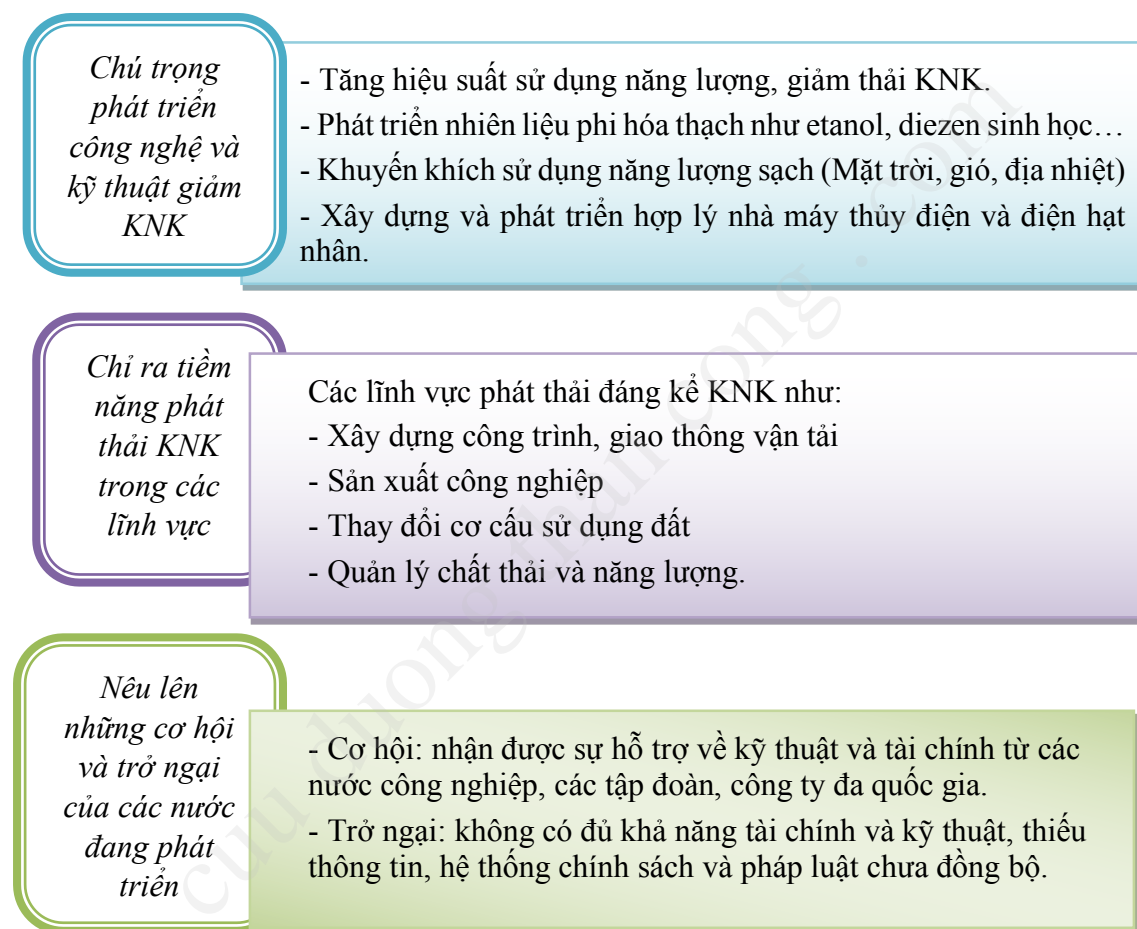 Chú trọng
phát triển
công nghệ và
kỹ thuật giảm
KNK
- Tăng hiệu suất sử dụng năng lượng, giảm thải KNK.
- Phát triển nhiên liệu phi hóa thạch như etanol, diezen sinh học…
- Khuyến khích sử dụng năng lượng sạch (Mặt trời, gió, địa nhiệt)
- Xây dựng và phát triển hợp lý nhà máy thủy điện và điện hạt
nhân.
Chỉ ra tiềm
năng phát
thải KNK
trong các
lĩnh vực
Các lĩnh vực phát thải đáng kể KNK như:
- Xây dựng công trình, giao thông vận tải
- Sản xuất công nghiệp
- Thay đổi cơ cấu sử dụng đất
- Quản lý chất thải và năng lượng.
Nêu lên
những cơ hội
và trở ngại
của các nước
đang phát
triển
- Cơ hội: nhận được sự hỗ trợ về kỹ thuật và tài chính từ các
nước công nghiệp, các tập đoàn, công ty đa quốc gia.
- Trở ngại: không có đủ khả năng tài chính và kỹ thuật, thiếu
thông tin, hệ thống chính sách và pháp luật chưa đồng bộ.
cuu duong than cong . com